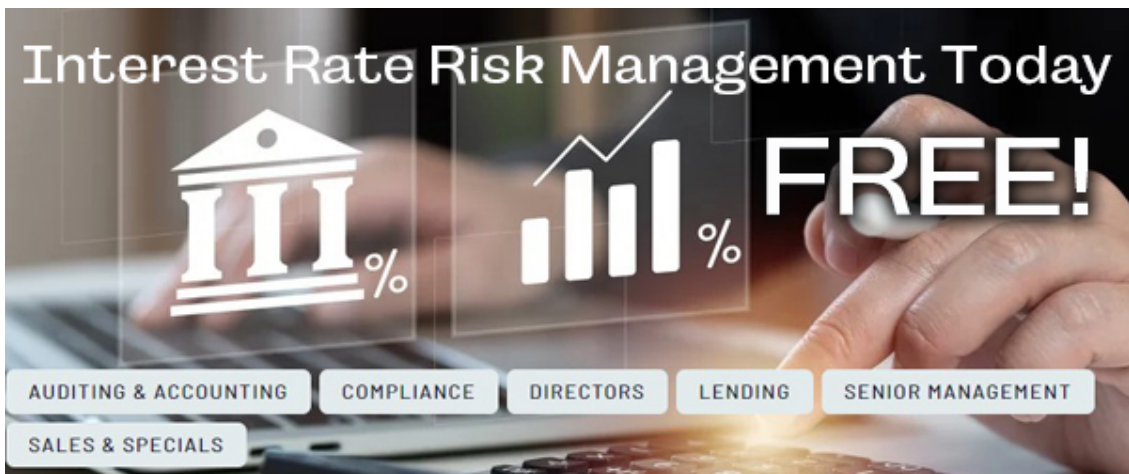 Interest Rate Risk Management Today
FREE!
%
%
AUDITING & ACCOUNTING COMPLIANCE DIRECTORS LENDING SENIOR MANAGEMENT
SALES & SPECIALS